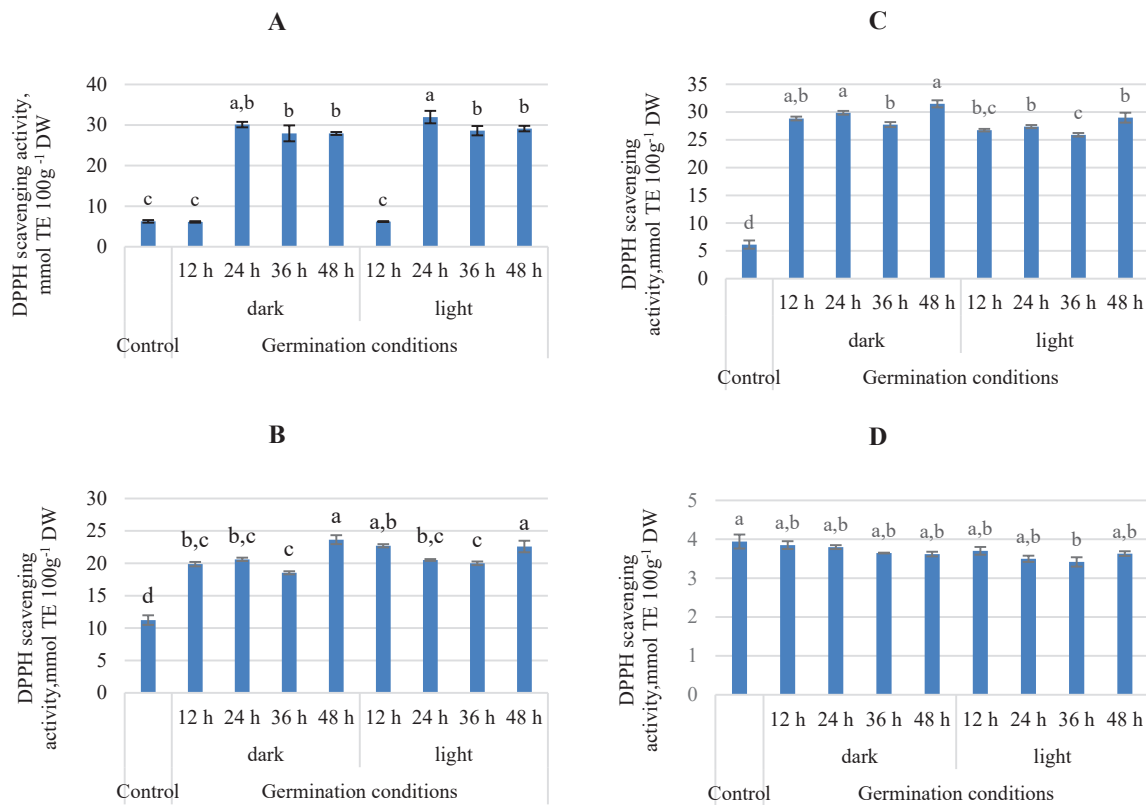 A
DPPH scavenging activity,
mmol TE 100g⁻¹ DW
40
30
20
10
0
c
c
a,b
b
b
c
a
b
b
12 h 24 h 36 h 48 h 12 h 24 h 36 h 48 h
dark light
Control Germination conditions
B
DPPH scavenging
activity,mmol TE 100g⁻¹ DW
30
25
20
15
10
5
0
d
b,c
b,c
c
a
a,b
b,c
c
a
12 h 24 h 36 h 48 h 12 h 24 h 36 h 48 h
dark light
Control Germination conditions
C
DPPH scavenging
activity,mmol TE 100g⁻¹ DW
35
30
25
20
15
10
5
0
d
a,b
a
b
a
b,c
b
c
b
12 h 24 h 36 h 48 h 12 h 24 h 36 h 48 h
dark light
Control Germination conditions
D
DPPH scavenging
activity,mmol TE 100g⁻¹ DW
5
4
3
2
1
0
a
a,b
a,b
a,b
a,b
a,b
a,b
b
a,b
12 h 24 h 36 h 48 h 12 h 24 h 36 h 48 h
dark light
Control Germination conditions